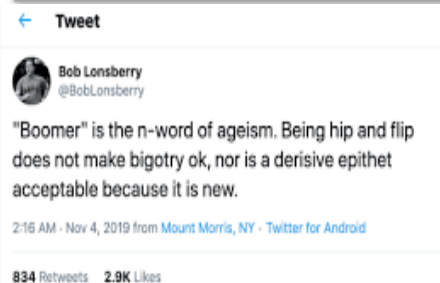 ← Tweet
Bob Lonsberry
@BobLonsberry
"Boomer" is the n-word of ageism. Being hip and flip
does not make bigotry ok, nor is a derisive epithet
acceptable because it is new.
2:16 AM · Nov 4, 2019 from Mount Morris, NY · Twitter for Android
834 Retweets 2.9K Likes